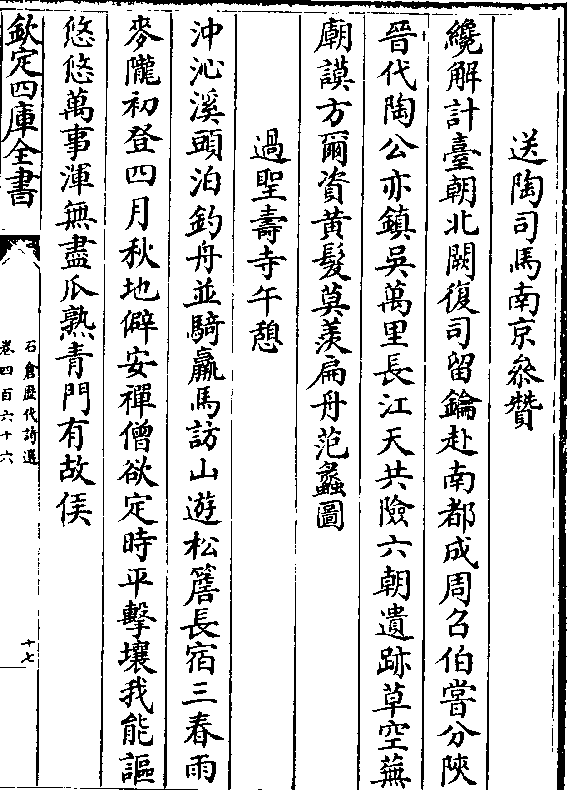 送陶司馬南京叅贊
纔解計臺朝北闕復司留鑰赴南都成周召伯嘗分陝
晉代陶公亦鎮吳萬里長江天共險六朝遺跡草空蕪
廟謨方爾資黃髮莫羨扁舟范蠡圖
過聖壽寺午憩
沖沁溪頭泊釣舟並騎羸馬訪山遊松簷長宿三春雨
麥隴初登四月秋地僻安禪僧欲定時平擊壤我能謳
悠悠萬事渾無盡瓜熟青門有故侯
欽定四庫全書
石倉歷代詩選
卷四百六十六
十七